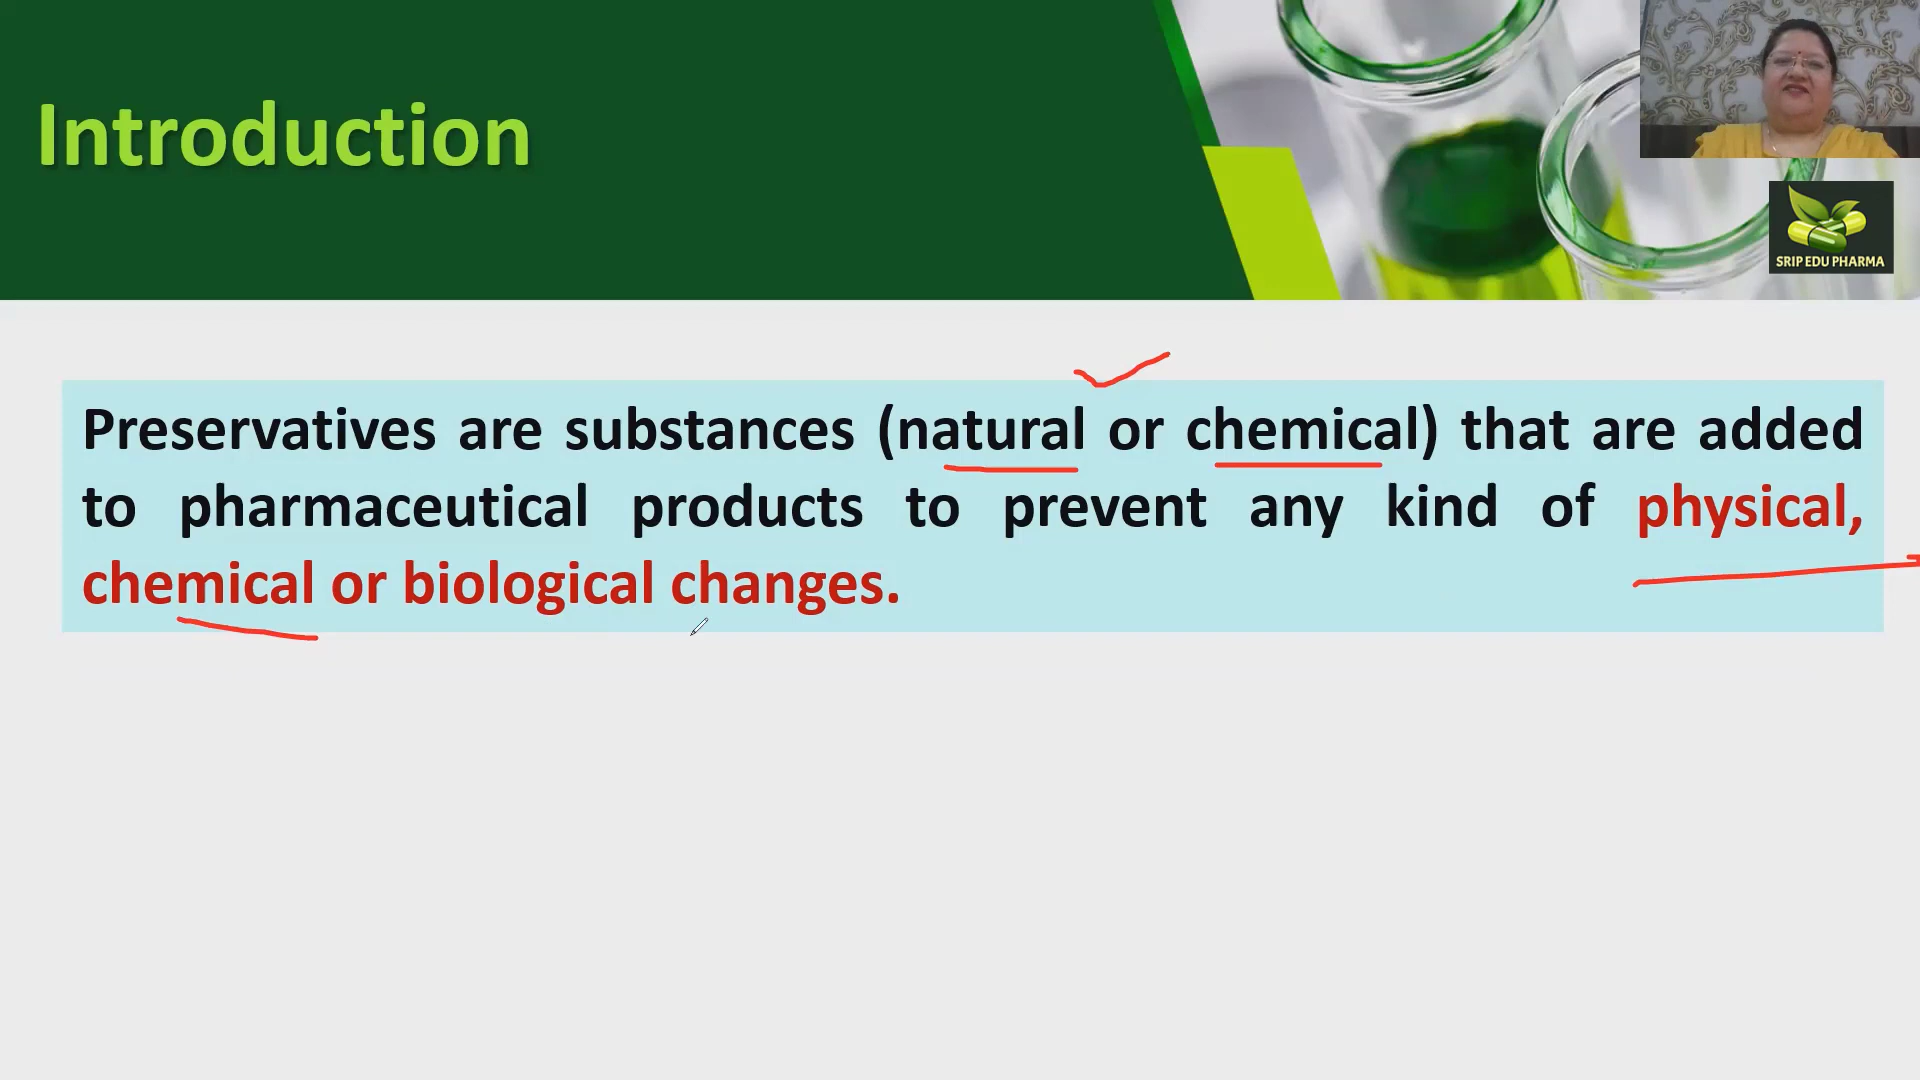 Introduction
SRIP EDU PHARMA
Preservatives are substances (natural or chemical) that are added
to pharmaceutical products to prevent any kind of physical,
chemical or biological changes.